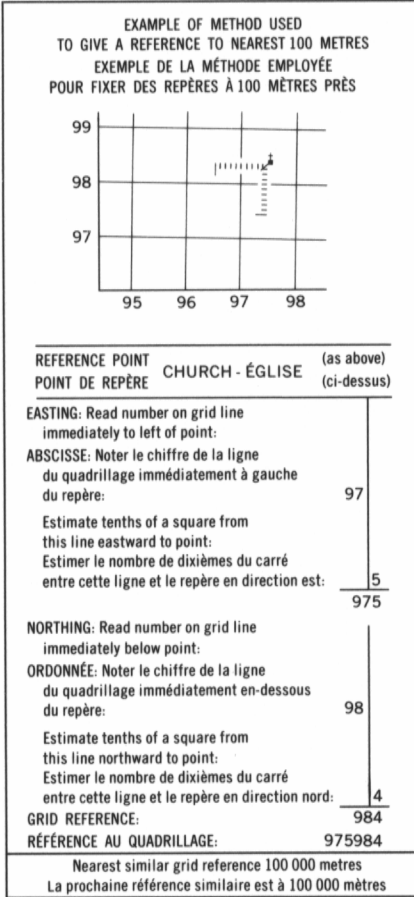 EXAMPLE OF METHOD USED
TO GIVE A REFERENCE TO NEAREST 100 METRES
EXEMPLE DE LA MÉTHODE EMPLOYÉE
POUR FIXER DES REPÈRES À 100 MÈTRES PRÈS
99
98
97
95 96 97 98
REFERENCE POINT
POINT DE REPÈRE
CHURCH - ÉGLISE
(as above)
(ci-dessus)
EASTING: Read number on grid line
immediately to left of point:
ABSCISSE: Noter le chiffre de la ligne
du quadrillage immédiatement à gauche
du repère: 97
Estimate tenths of a square from
this line eastward to point:
Estimer le nombre de dixièmes du carré
entre cette ligne et le repère en direction est: 5
975
NORTHING: Read number on grid line
immediately below point:
ORDONNÉE: Noter le chiffre de la ligne
du quadrillage immédiatement en-dessous
du repère: 98
Estimate tenths of a square from
this line northward to point:
Estimer le nombre de dixièmes du carré
entre cette ligne et le repère en direction nord: 4
GRID REFERENCE: 984
RÉFÉRENCE AU QUADRILLAGE: 975984
Nearest similar grid reference 100 000 metres
La prochaine référence similaire est à 100 000 mètres